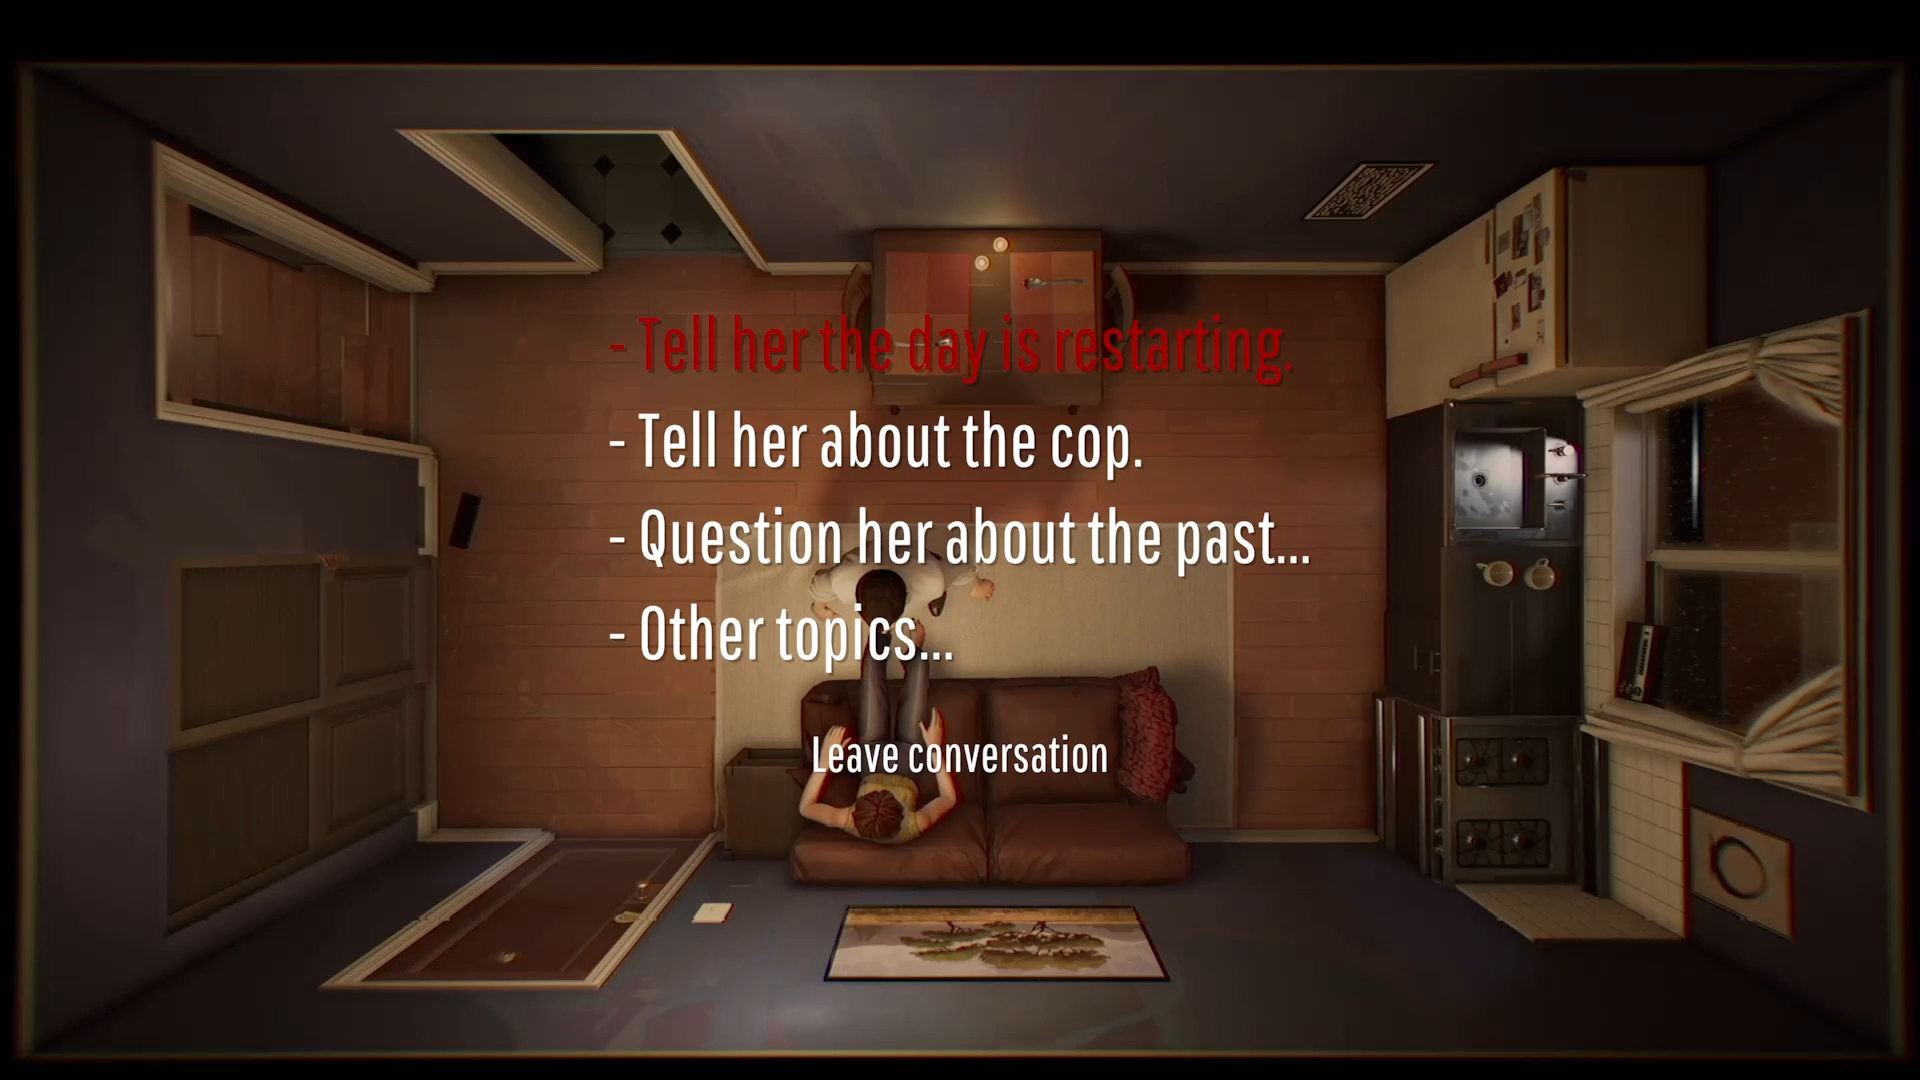 - Tell her the day is restarting.
- Tell her about the cop.
- Question her about the past...
- Other topics...
Leave conversation